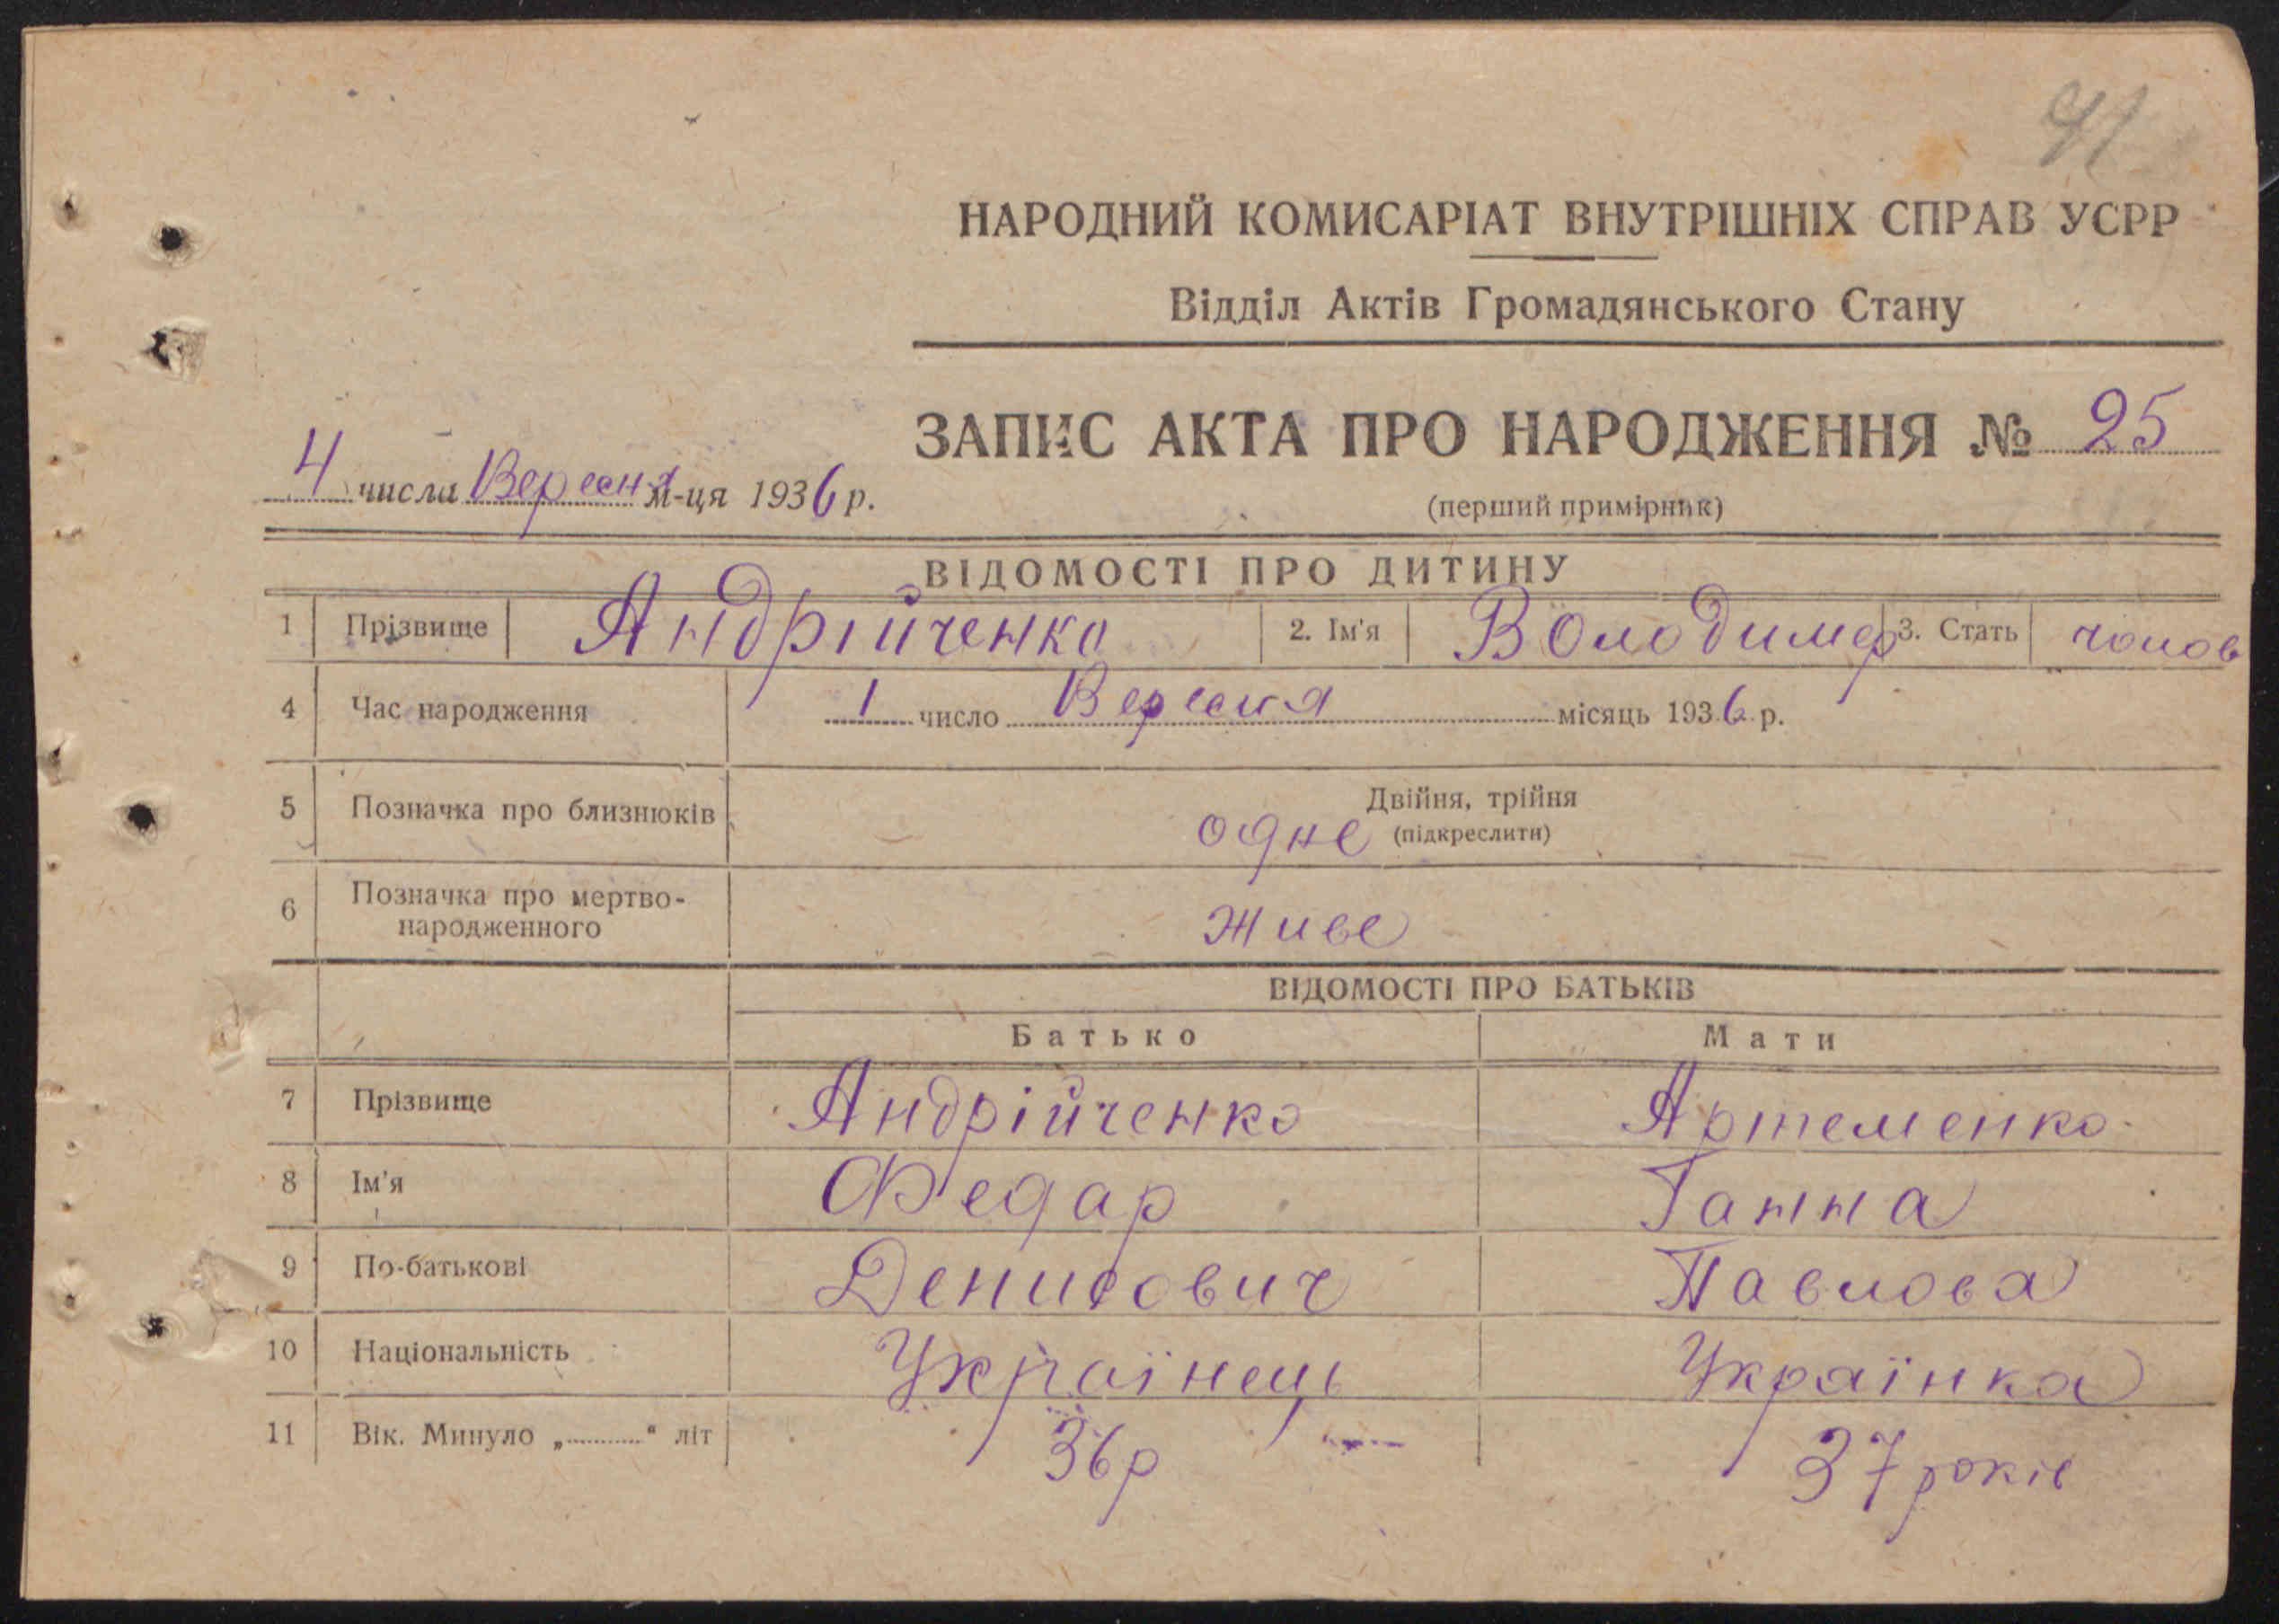 41
НАРОДНИЙ КОМИСАРІАТ ВНУТРІШНІХ СПРАВ УСРР
Відділ Актів Громадянського Стану
ЗАПИС АКТА ПРО НАРОДЖЕННЯ № 25
4 числа Вересня м-ця 1936 р.
(перший примірник)
ВІДОМОСТІ ПРО ДИТИНУ
1 Прізвище Андрійченко 2. Ім'я Володимер 3. Стать чолов
4 Час народження 1 число Вересня місяць 1936 р.
5 Позначка про близнюків одне Двійня, трійня
(підкреслити)
6 Позначка про мертво-
народженного Живе
ВІДОМОСТІ ПРО БАТЬКІВ
Батько Мати
7 Прізвище Андрійченко Артеменко
8 Ім'я Федар Ганна
9 По-батькові Денисович Павлова
10 Національність Українець Українка
11 Вік. Минуло „..........“ літ 36р 37 років